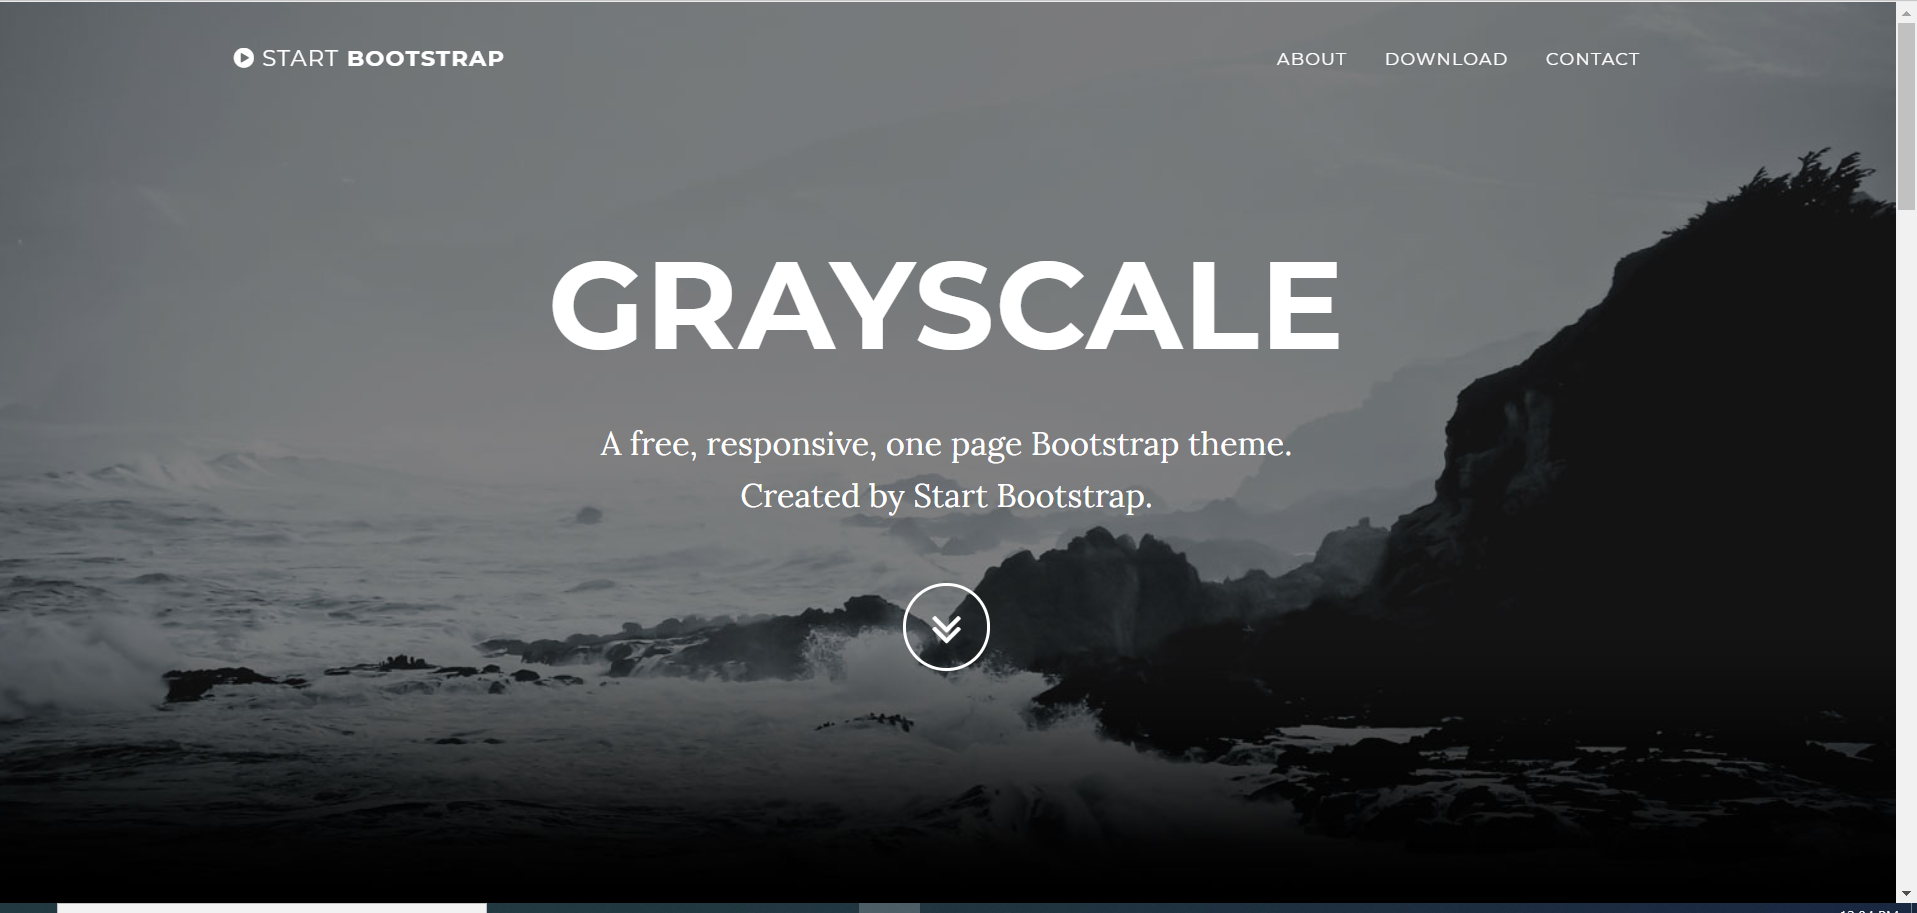 START BOOTSTRAP
ABOUT DOWNLOAD CONTACT
GRAYSCALE
A free, responsive, one page Bootstrap theme.
Created by Start Bootstrap.